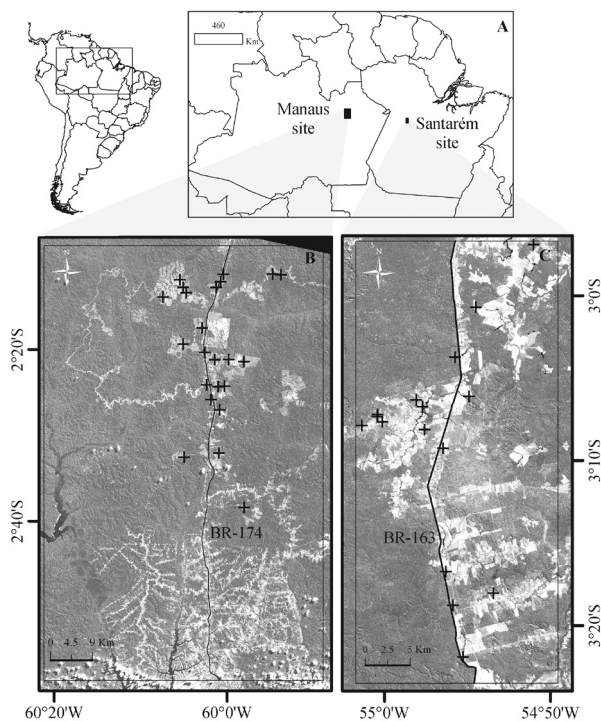 A
460
Km
Manaus
site
Santarém
site
B
N
C
N
2°20'S
2°40'S
BR-174
BR-163
3°0'S
3°10'S
3°20'S
0 4.5 9 Km
0 2.5 5 Km
60°20'W
60°0'W
55°0'W
54°50'W